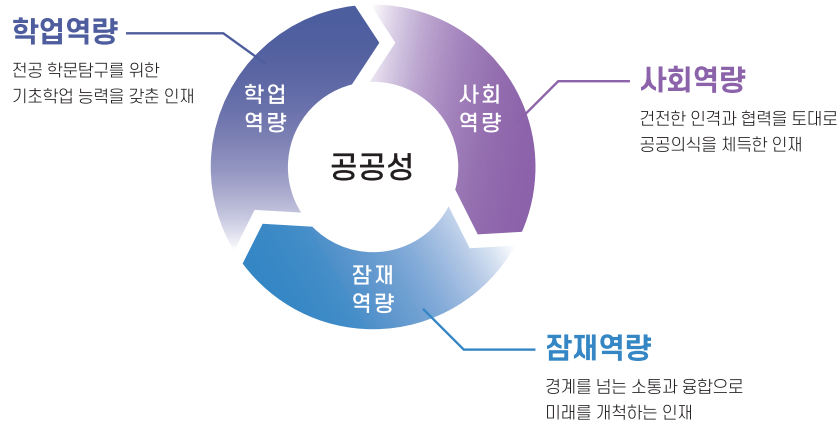 학업역량
전공 학문탐구를 위한
기초학업 능력을 갖춘 인재
학업
역량
사회
역량
공공성
잠재
역량
사회역량
건전한 인격과 협력을 토대로
공공의식을 체득한 인재
잠재역량
경계를 넘는 소통과 융합으로
미래를 개척하는 인재